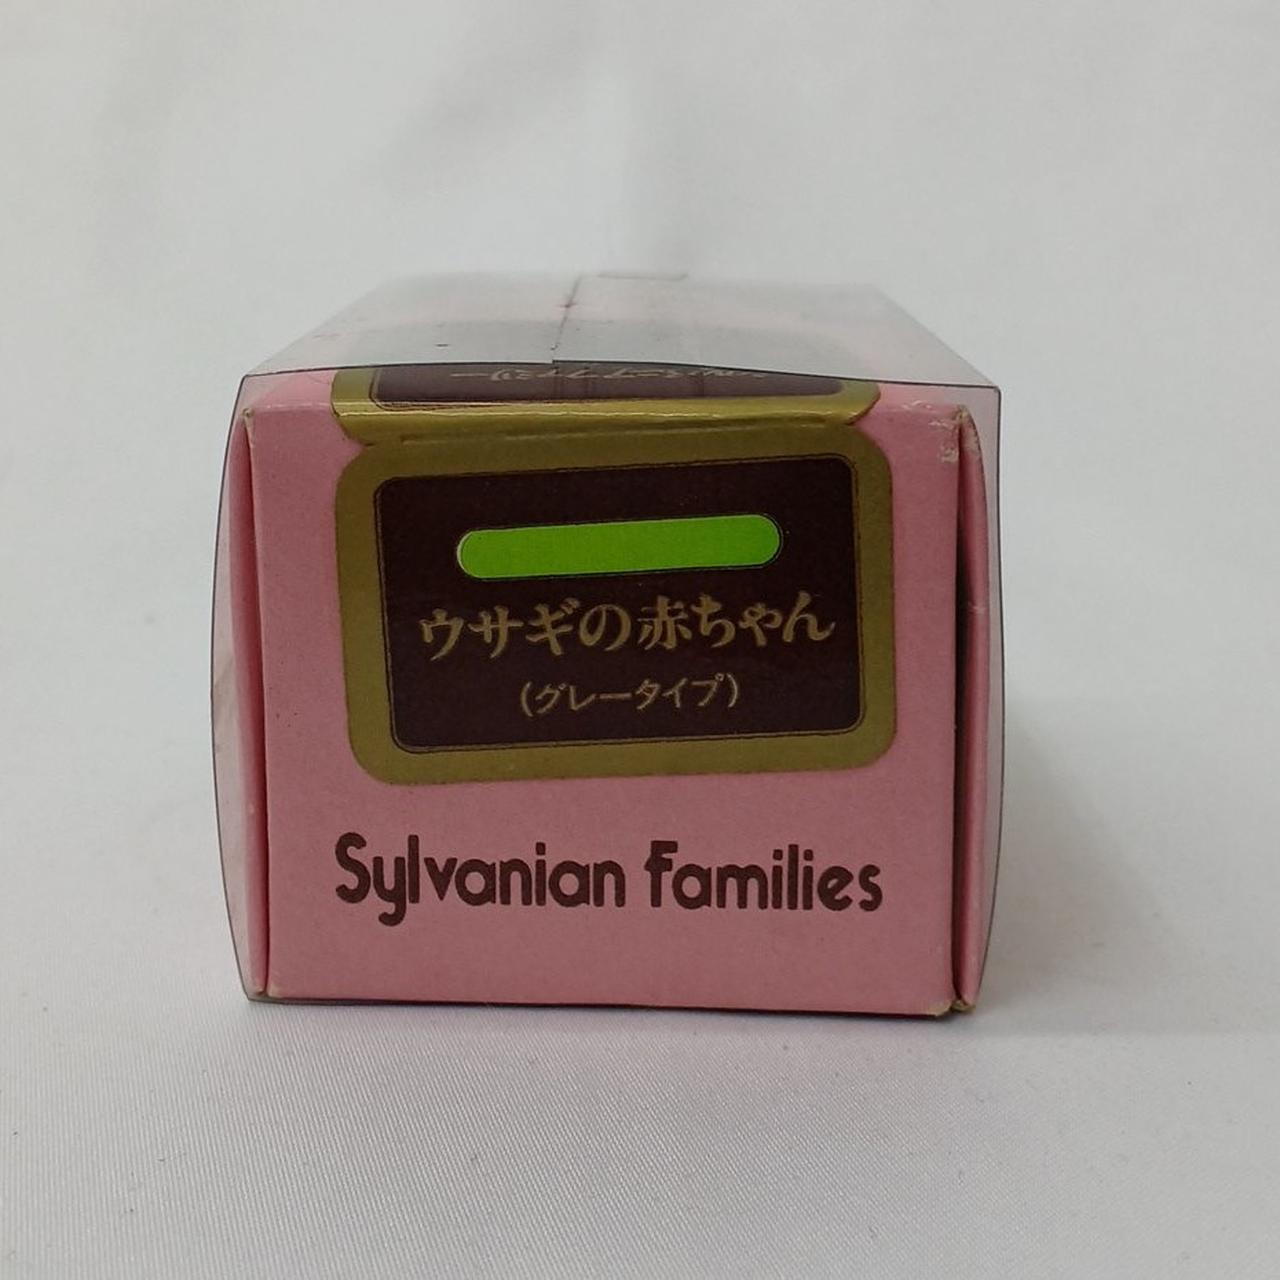 ウサギの赤ちゃん
(グレータイプ)
Sylvanian Families